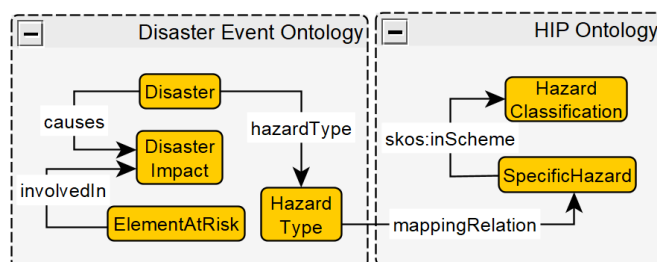 Disaster Event Ontology
Disaster
causes
hazardType
Disaster
Impact
involvedIn
ElementAtRisk
Hazard
Type
HIP Ontology
Hazard
Classification
skos:inScheme
SpecificHazard
mappingRelation